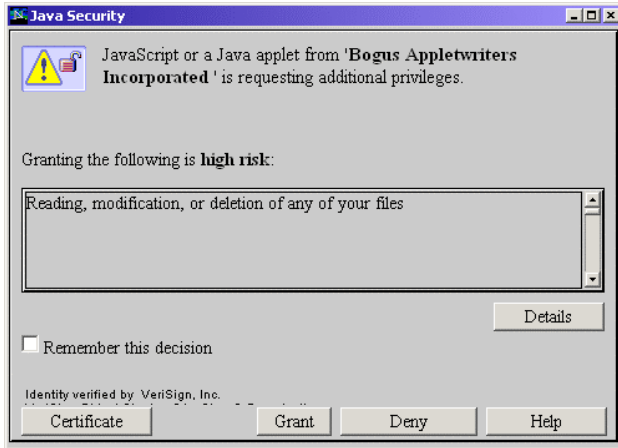 Java Security
JavaScript or a Java applet from 'Bogus Appletwriters
Incorporated ' is requesting additional privileges.
Granting the following is high risk:
Reading, modification, or deletion of any of your files
Details
Remember this decision
Identity verified by VeriSign, Inc.
Certificate Grant Deny Help